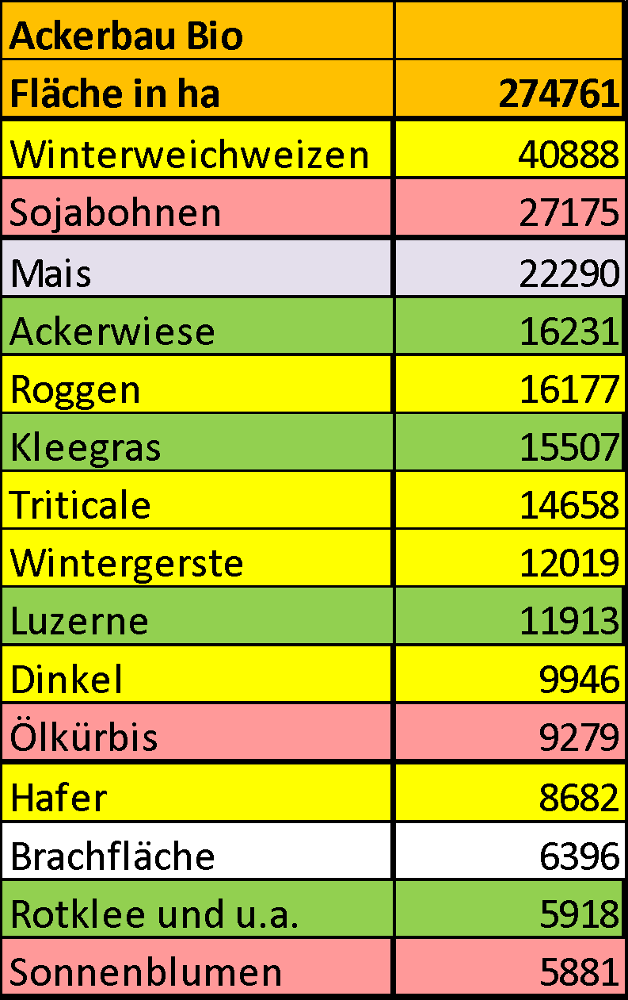 Ackerbau Bio
Fläche in ha 274761
Winterweichweizen 40888
Sojabohnen 27175
Mais 22290
Ackerwiese 16231
Roggen 16177
Kleegras 15507
Triticale 14658
Wintergerste 12019
Luzerne 11913
Dinkel 9946
Ölkürbis 9279
Hafer 8682
Brachfläche 6396
Rotklee und u.a. 5918
Sonnenblumen 5881